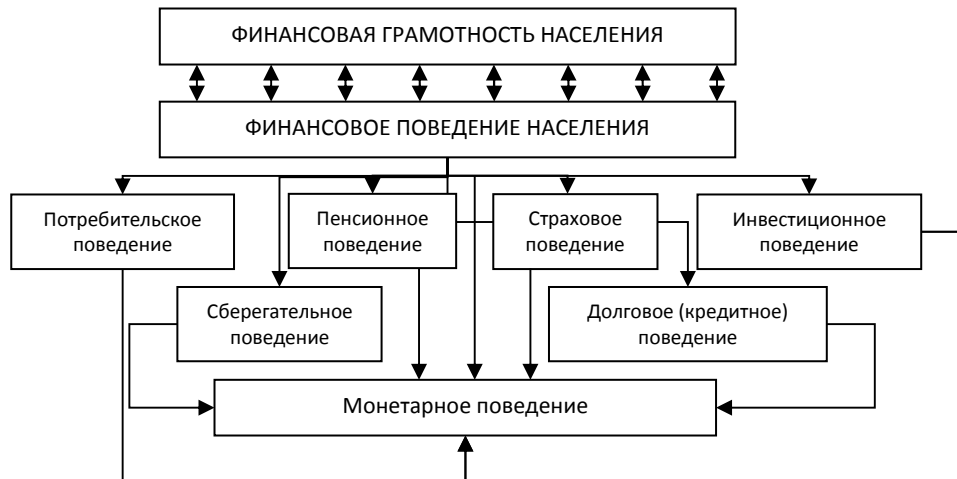 ФИНАНСОВАЯ ГРАМОТНОСТЬ НАСЕЛЕНИЯ
ФИНАНСОВОЕ ПОВЕДЕНИЕ НАСЕЛЕНИЯ
Потребительское
поведение
Пенсионное
поведение
Страховое
поведение
Инвестиционное
поведение
Сберегательное
поведение
Долговое (кредитное)
поведение
Монетарное поведение